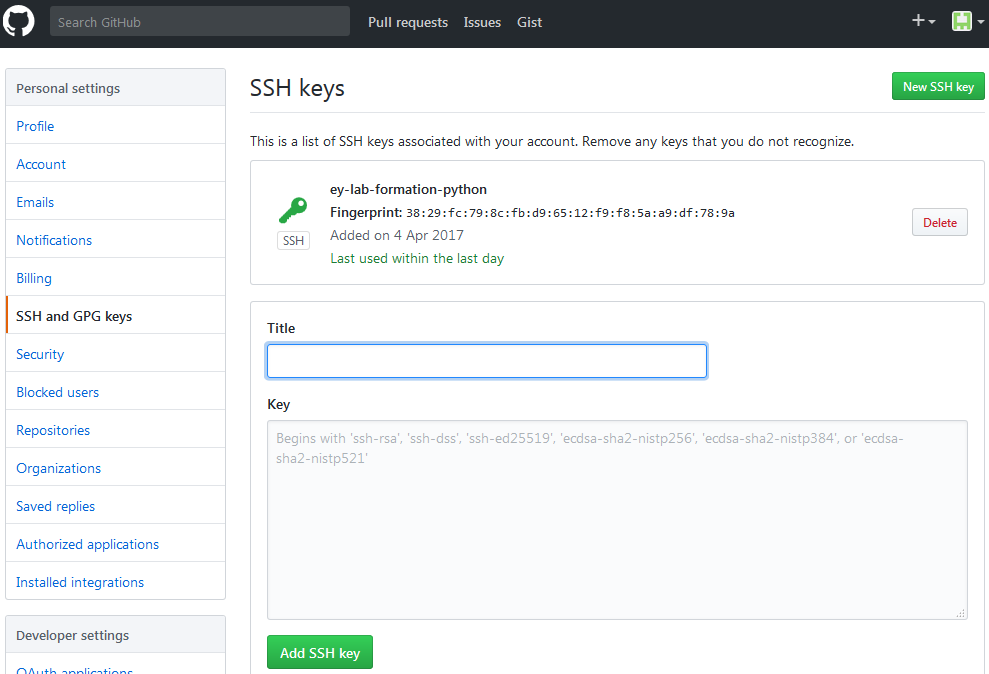 Search GitHub
Pull requests
Issues
Gist
Personal settings
Profile
Account
Emails
Notifications
Billing
SSH and GPG keys
Security
Blocked users
Repositories
Organizations
Saved replies
Authorized applications
Installed integrations
Developer settings
OAuth applications
SSH keys
New SSH key
This is a list of SSH keys associated with your account. Remove any keys that you do not recognize.
SSH
ey-lab-formation-python
Fingerprint: 38:29:fc:79:8c:fb:d9:65:12:f9:f8:5a:a9:df:78:9a
Added on 4 Apr 2017
Last used within the last day
Delete
Title
Key
Begins with 'ssh-rsa', 'ssh-dss', 'ssh-ed25519', 'ecdsa-sha2-nistp256', 'ecdsa-sha2-nistp384', or 'ecdsa-
sha2-nistp521'
Add SSH key